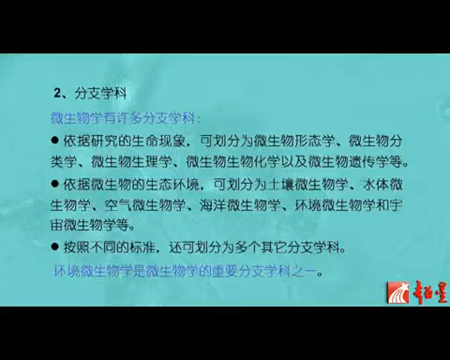 2、分支学科
微生物学有许多分支学科：
●依据研究的生命现象，可划分为微生物形态学、微生物分
类学、微生物生理学、微生物生物化学以及微生物遗传学等。
●依据微生物的生态环境，可划分为土壤微生物学、水体微
生物学、空气微生物学、海洋微生物学、环境微生物学和宇
宙微生物学等。
●按照不同的标准，还可划分为多个其它分支学科。
环境微生物学是微生物学的重要分支学科之一。